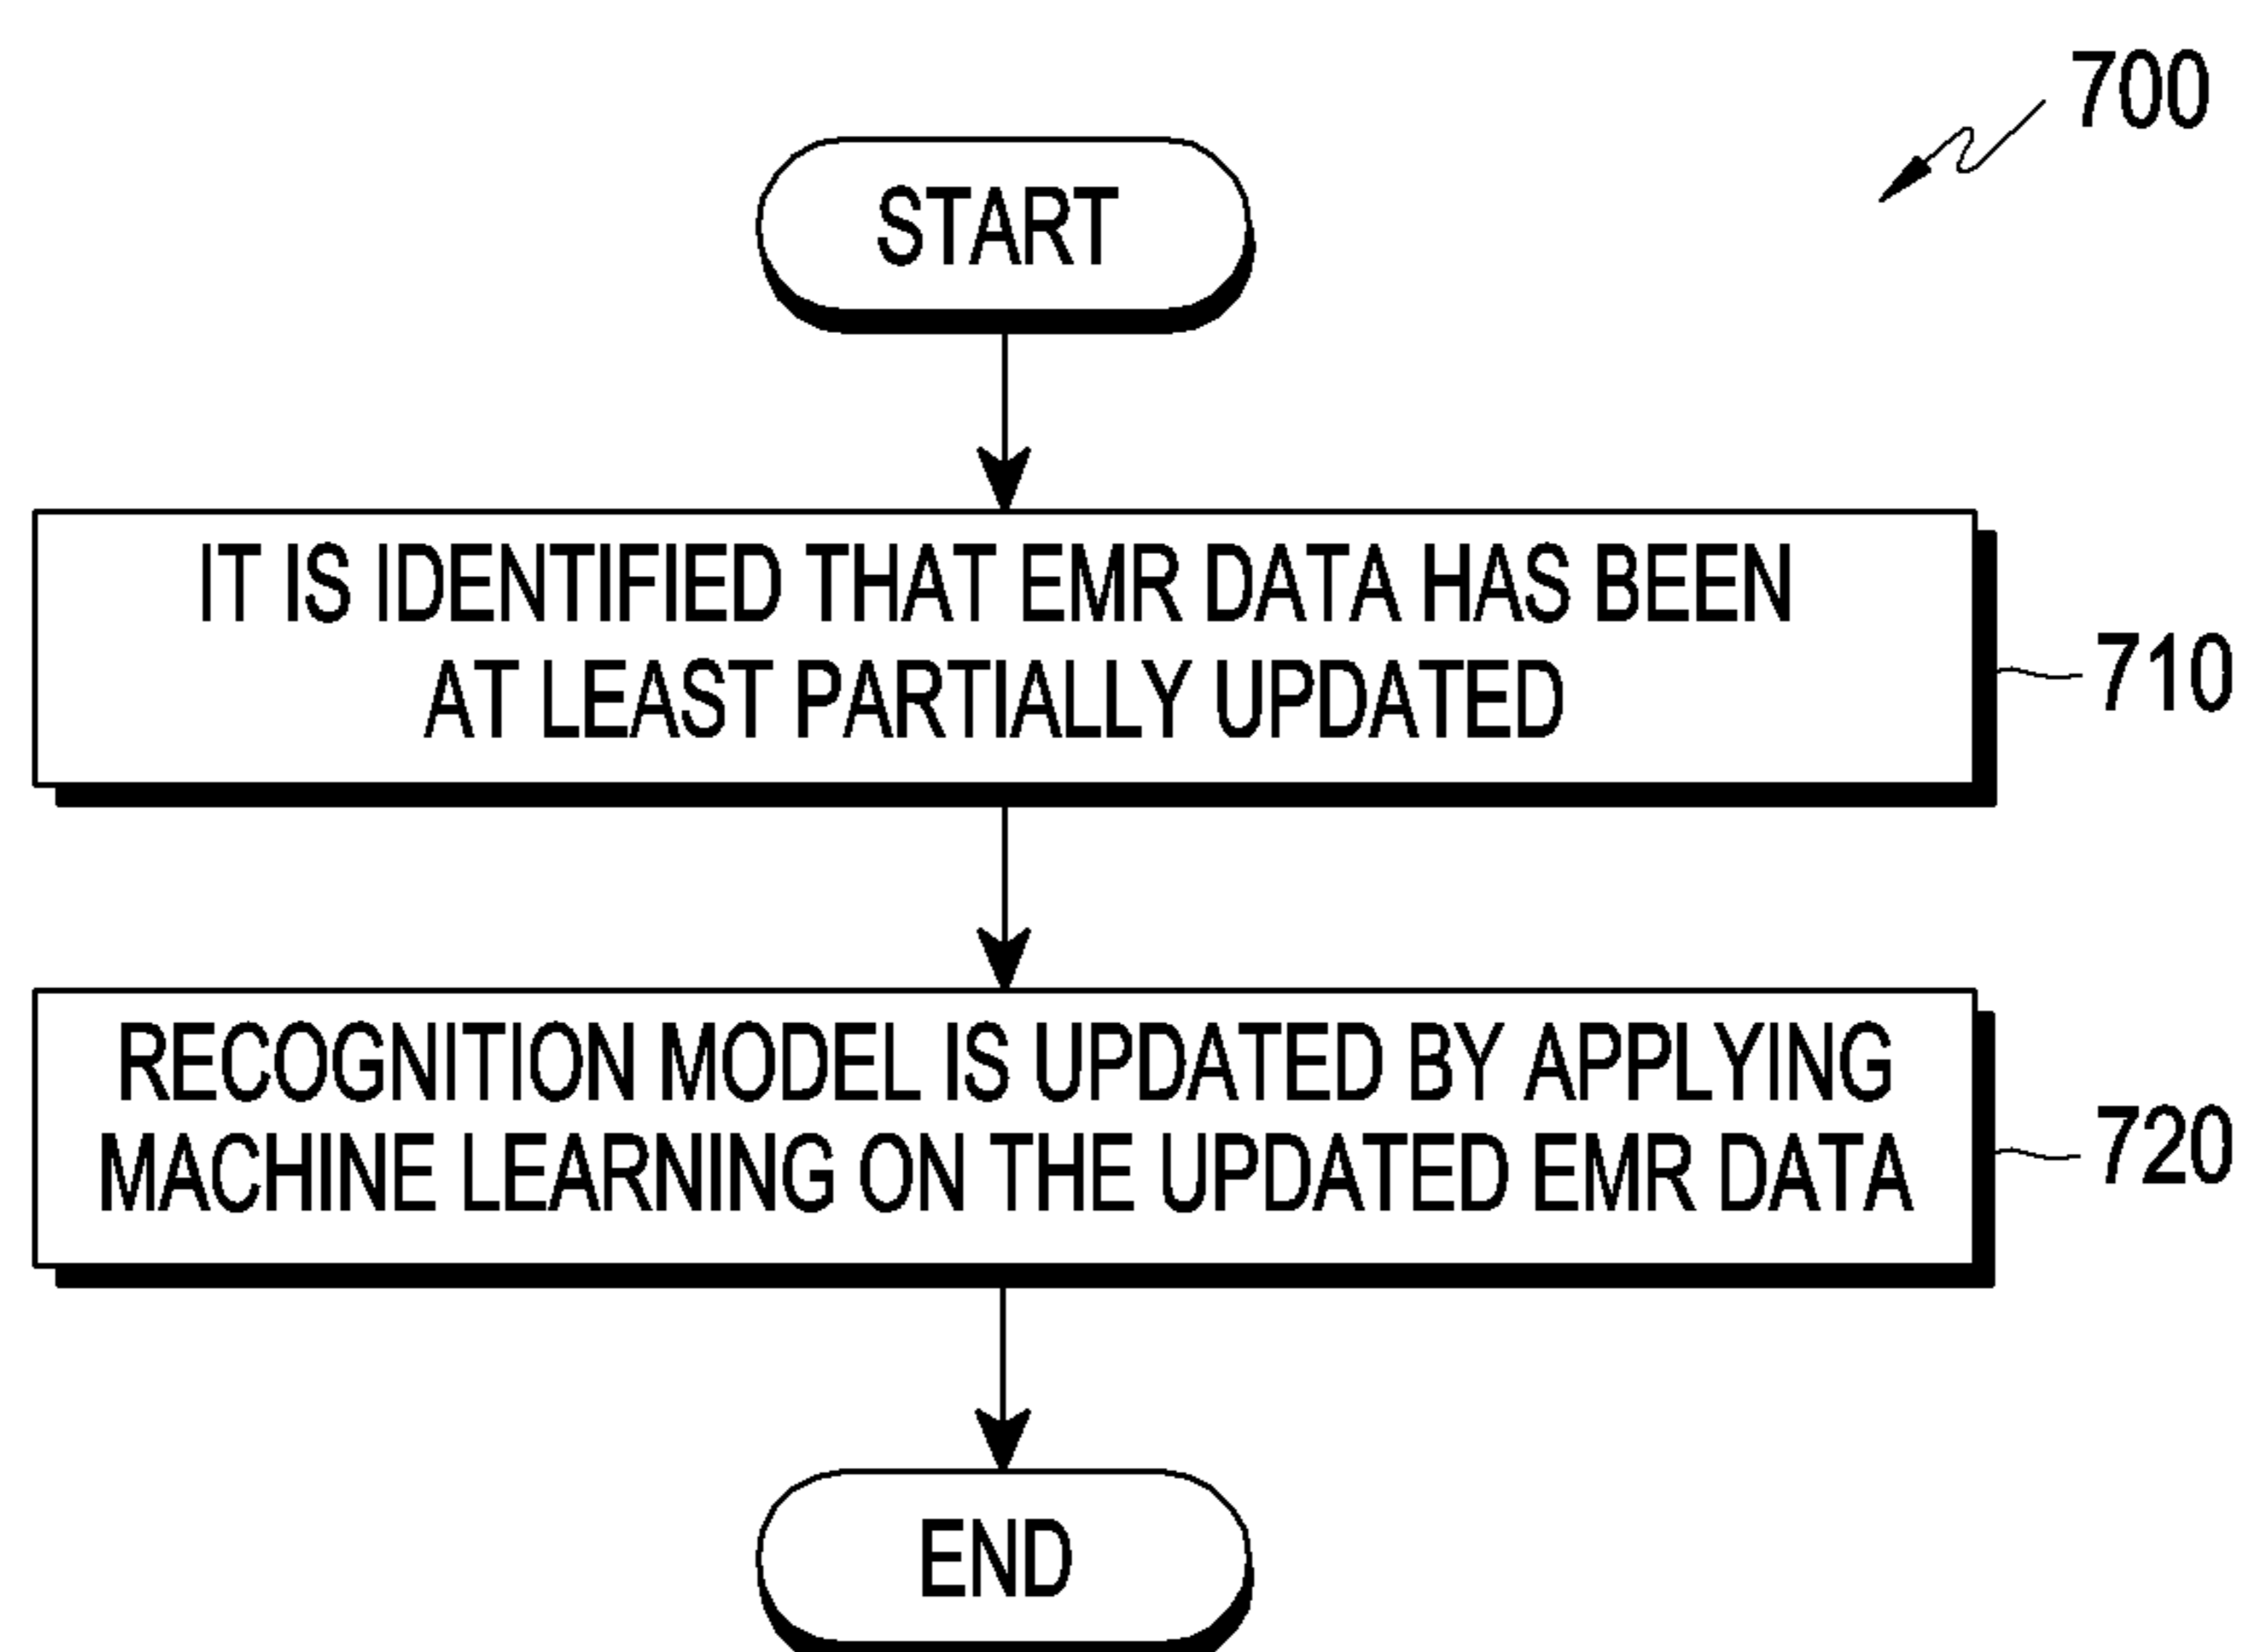 700
START
IT IS IDENTIFIED THAT EMR DATA HAS BEEN
AT LEAST PARTIALLY UPDATED
710
RECOGNITION MODEL IS UPDATED BY APPLYING
MACHINE LEARNING ON THE UPDATED EMR DATA
720
END